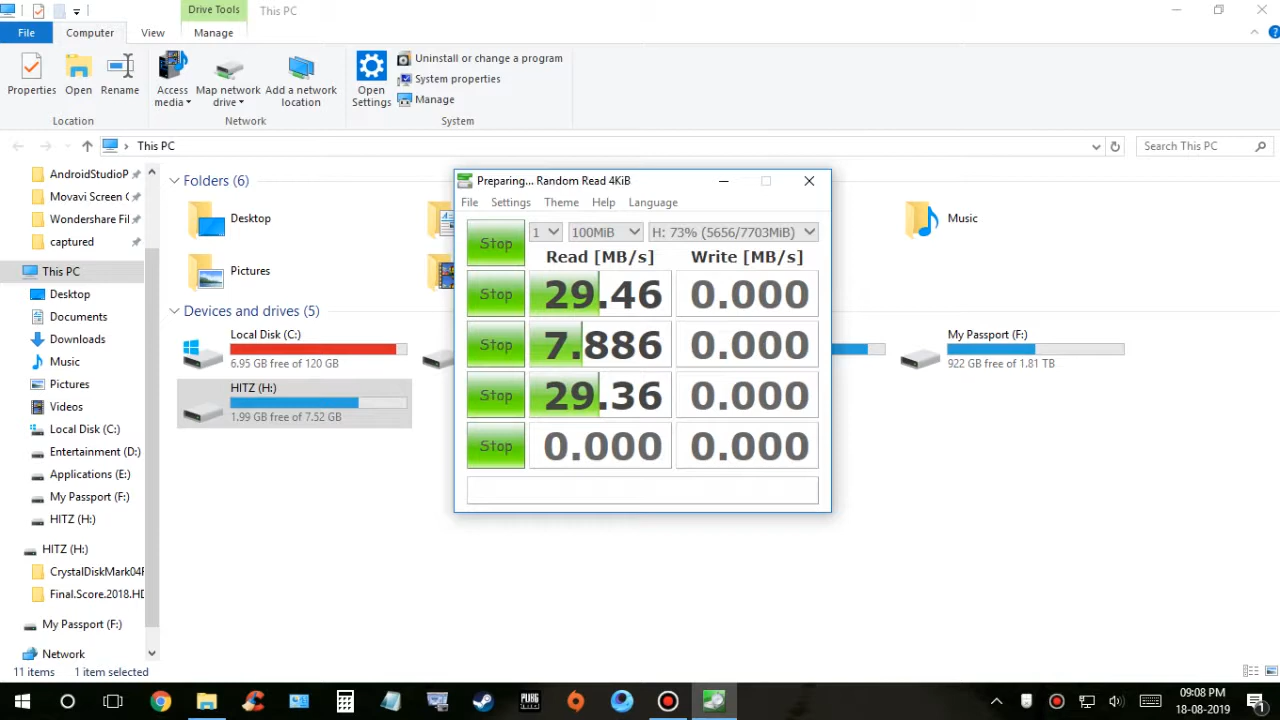 Drive Tools
This PC
File
Computer
View
Manage
Properties
Open
Rename
Access media
Map network drive
Add a network location
Open Settings
Uninstall or change a program
System properties
Manage
Location
Network
System
This PC
Search This PC
AndroidStudioP
Movavi Screen C
Wondershare Fil
captured
This PC
Desktop
Documents
Downloads
Music
Pictures
Videos
Local Disk (C:)
Entertainment (D:)
Applications (E:)
My Passport (F:)
HITZ (H:)
HITZ (H:)
CrystalDiskMark04F
Final.Score.2018.HD
My Passport (F:)
Network
Folders (6)
Desktop
Music
Pictures
Devices and drives (5)
Local Disk (C:)
6.95 GB free of 120 GB
My Passport (F:)
922 GB free of 1.81 TB
HITZ (H:)
1.99 GB free of 7.52 GB
Preparing... Random Read 4KiB
File Settings Theme Help Language
Stop 1 100MiB H: 73% (5656/7703MiB)
Read [MB/s] Write [MB/s]
Stop 29.46 0.000
Stop 7.886 0.000
Stop 29.36 0.000
Stop 0.000 0.000
11 items 1 item selected
PUBG
09:08 PM
18-08-2019
1